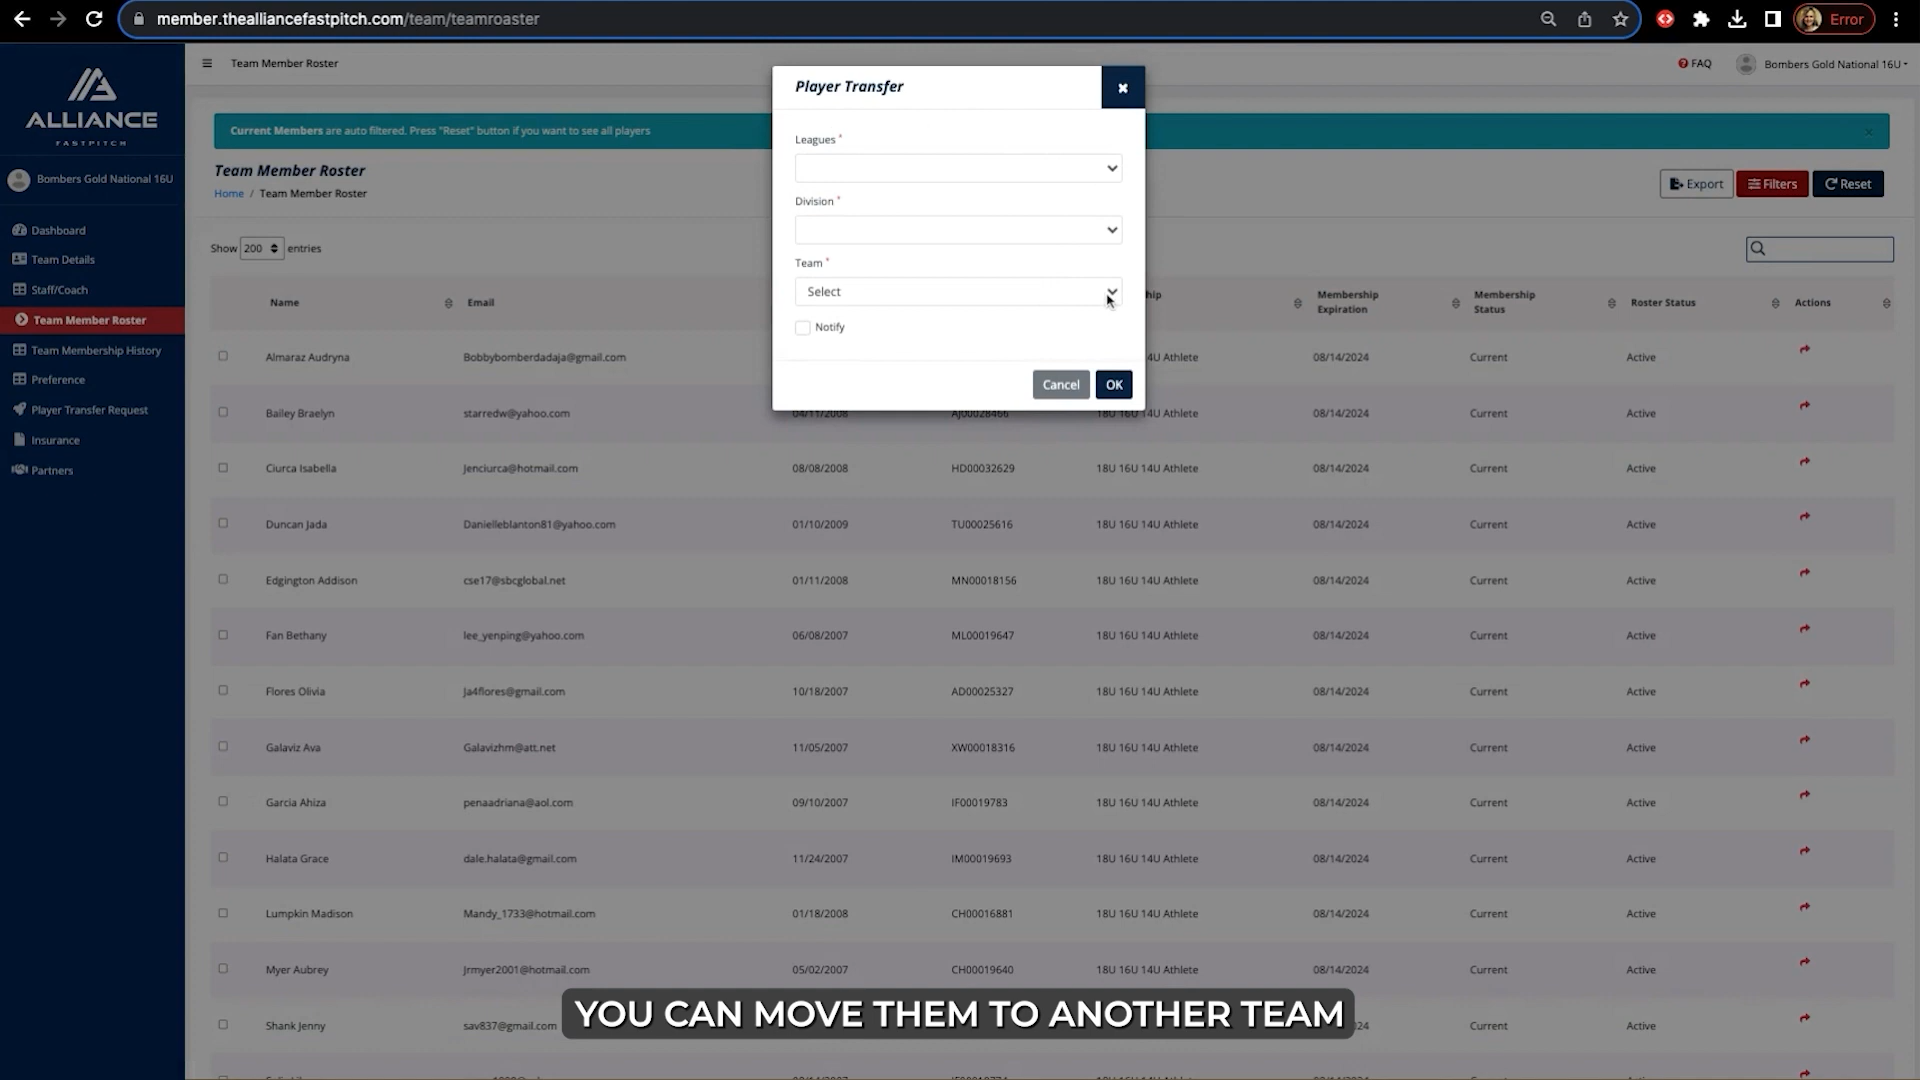 member.thealliancefastpitch.com/team/teamroaster
Error
ALLIANCE
FASTPITCH
Team Member Roster
FAQ
Bombers Gold National 16U
Bombers Gold National 16U
Dashboard
Team Details
Staff/Coach
Team Member Roster
Team Membership History
Preference
Player Transfer Request
Insurance
Partners
Current Members are auto filtered. Press "Reset" button if you want to see all players
Team Member Roster
Home / Team Member Roster
Export
Filters
Reset
Show 200 entries
Player Transfer
Leagues *
Division *
Team *
Select
Notify
Cancel
OK
Name Email Membership Expiration Membership Status Roster Status Actions
Almaraz Audryna Bobbybomberdadaja@gmail.com 14U Athlete 08/14/2024 Current Active
Bailey Braelyn starredw@yahoo.com 04/11/2008 AJ00028466 18U 16U 14U Athlete 08/14/2024 Current Active
Ciurca Isabella Jenciurca@hotmail.com 08/08/2008 HD00032629 18U 16U 14U Athlete 08/14/2024 Current Active
Duncan Jada Danielleblanton81@yahoo.com 01/10/2009 TU00025616 18U 16U 14U Athlete 08/14/2024 Current Active
Edgington Addison cse17@sbcglobal.net 01/11/2008 MN00018156 18U 16U 14U Athlete 08/14/2024 Current Active
Fan Bethany lee_yenping@yahoo.com 06/08/2007 ML00019647 18U 16U 14U Athlete 08/14/2024 Current Active
Flores Olivia Ja4flores@gmail.com 10/18/2007 AD00025327 18U 16U 14U Athlete 08/14/2024 Current Active
Galaviz Ava Galavizhm@att.net 11/05/2007 XW00018316 18U 16U 14U Athlete 08/14/2024 Current Active
Garcia Ahiza penaadriana@aol.com 09/10/2007 IF00019783 18U 16U 14U Athlete 08/14/2024 Current Active
Halata Grace dale.halata@gmail.com 11/24/2007 IM00019693 18U 16U 14U Athlete 08/14/2024 Current Active
Lumpkin Madison Mandy_1733@hotmail.com 01/18/2008 CH00016881 18U 16U 14U Athlete 08/14/2024 Current Active
Myer Aubrey Jrmyer2001@hotmail.com 05/02/2007 CH00019640 18U 16U 14U Athlete 08/14/2024 Current Active
Shank Jenny sav837@gmail.com Current Active
YOU CAN MOVE THEM TO ANOTHER TEAM